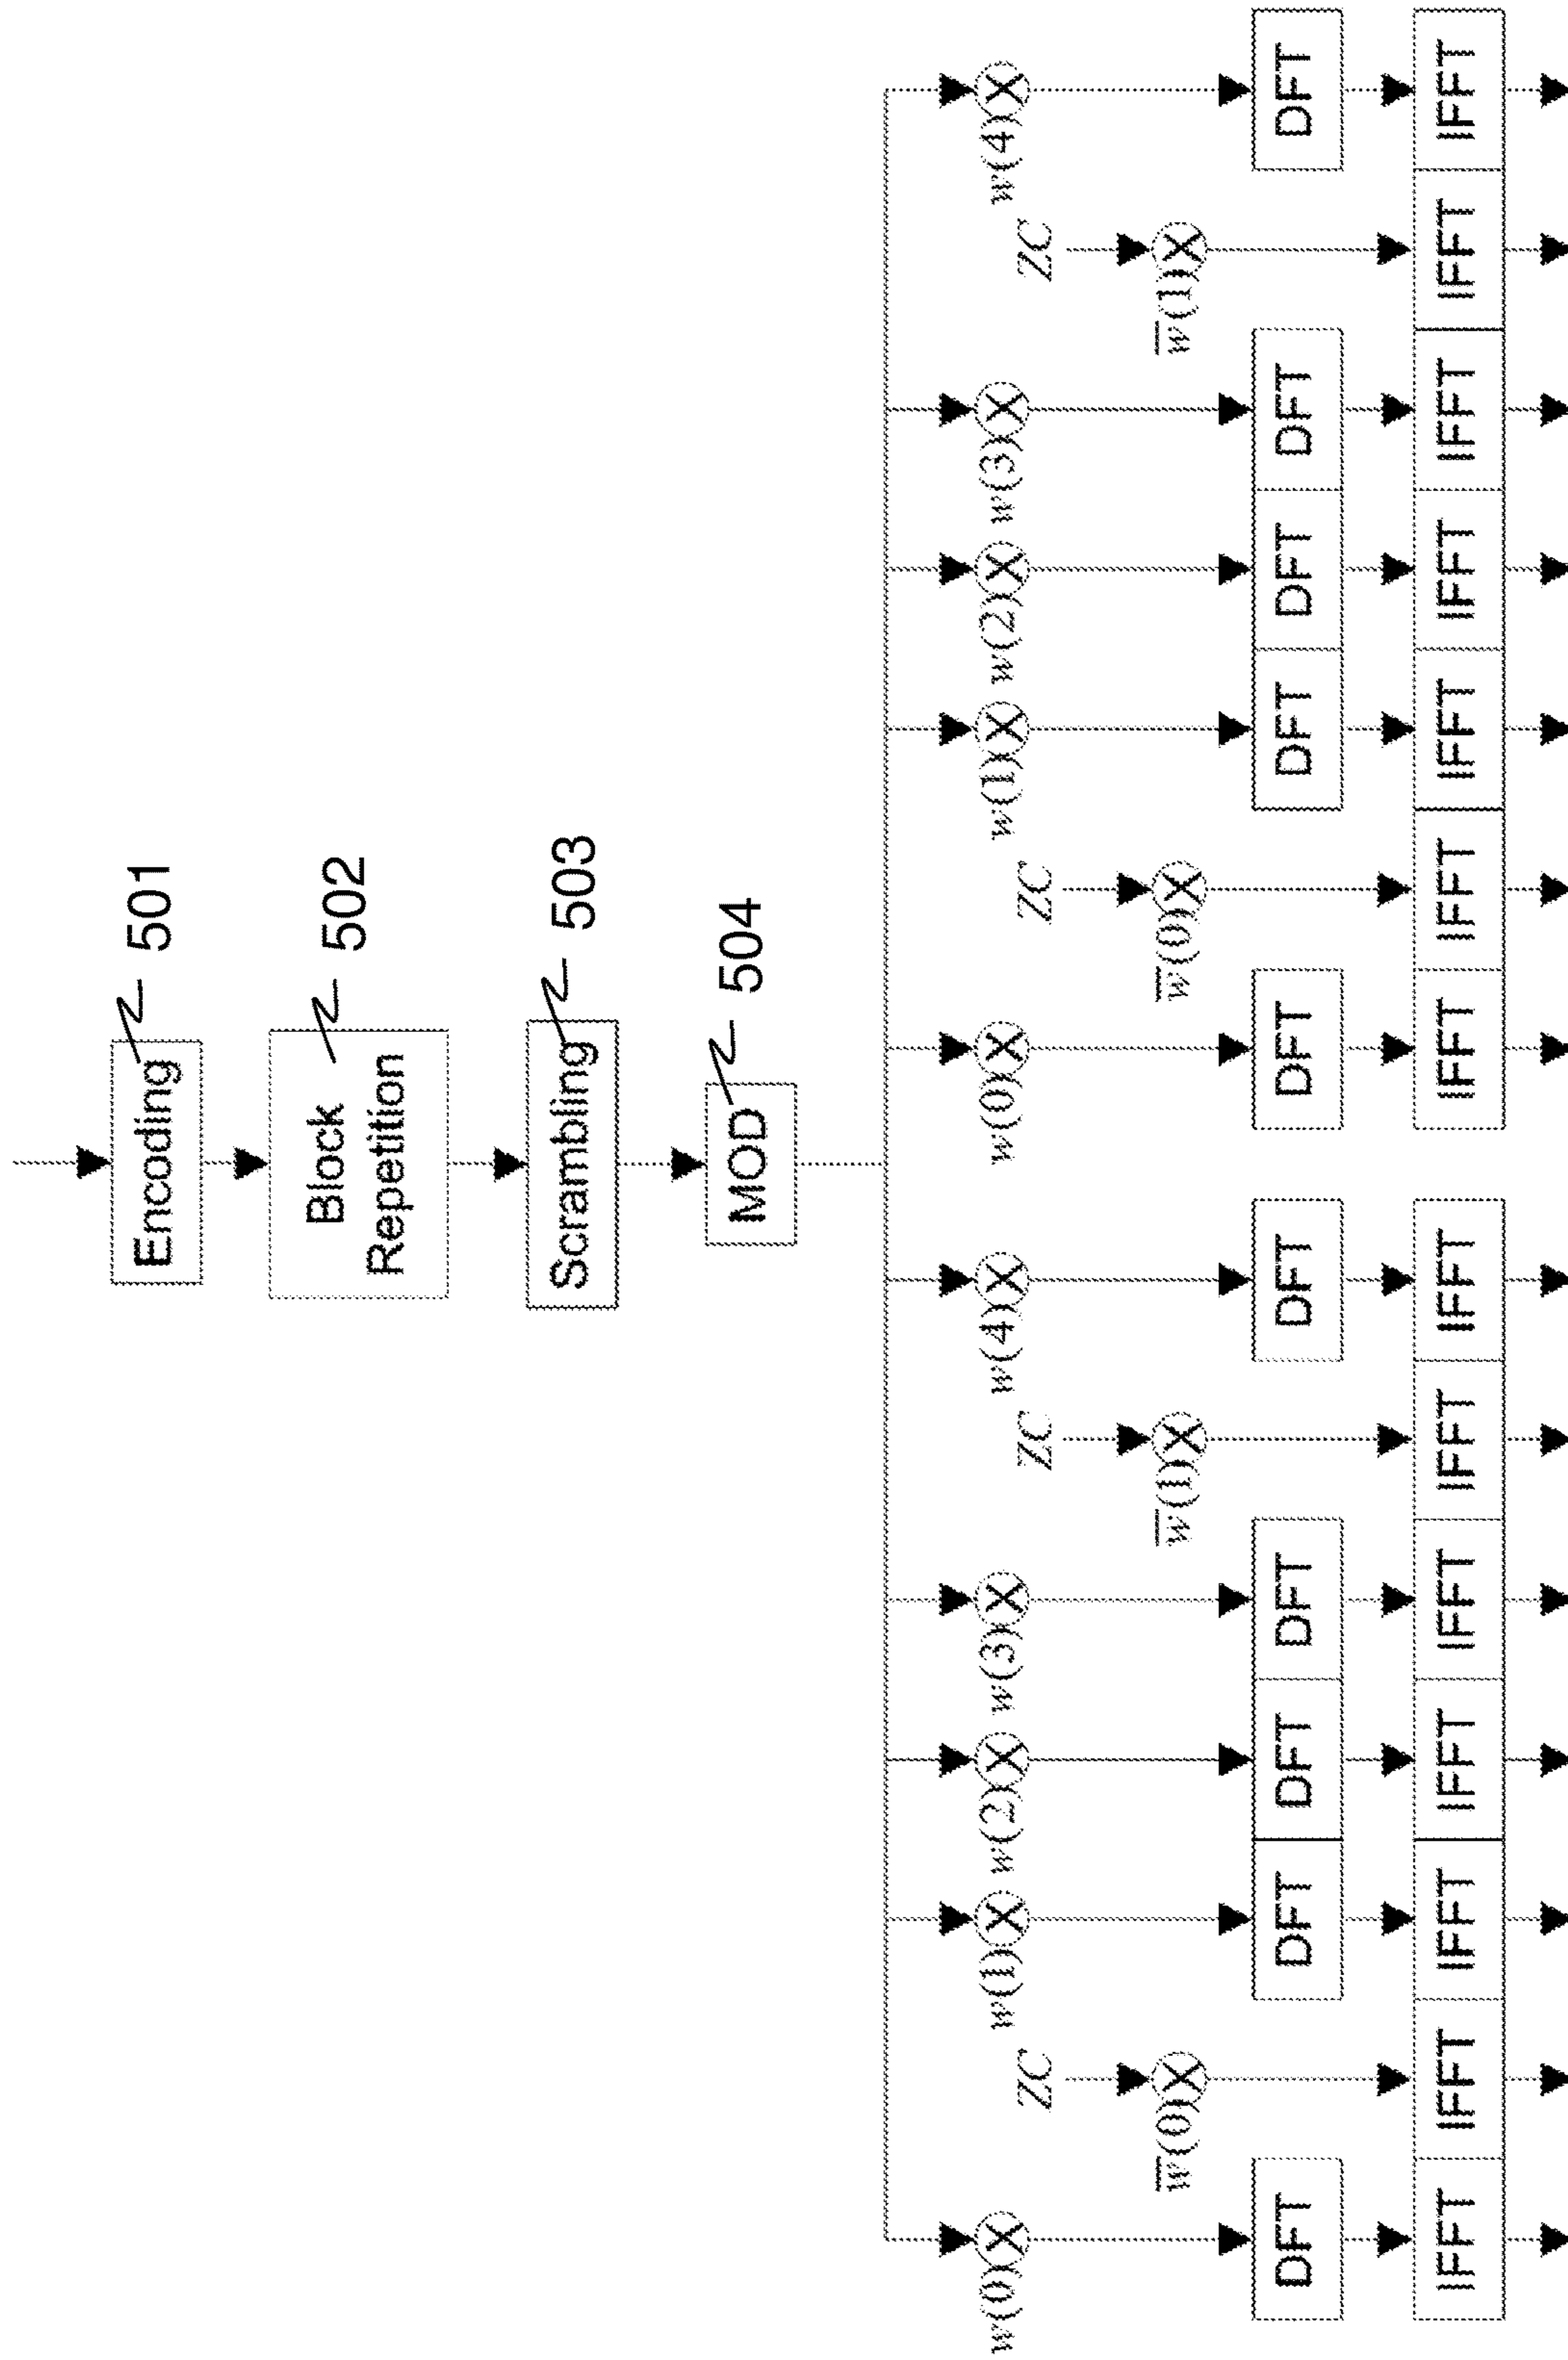 Encoding 501
Block 502
Repetition
Scrambling 503
MOD 504
w(0) w(1) w(2) w(3) w(4) w(0) w(1) w(2) w(3) w(4)
ZC ZC ZC ZC
w̄(0) w̄(1) w̄(0) w̄(1)
DFT DFT DFT DFT DFT DFT DFT DFT DFT DFT
IFFT IFFT IFFT IFFT IFFT IFFT IFFT IFFT IFFT IFFT IFFT IFFT IFFT IFFT